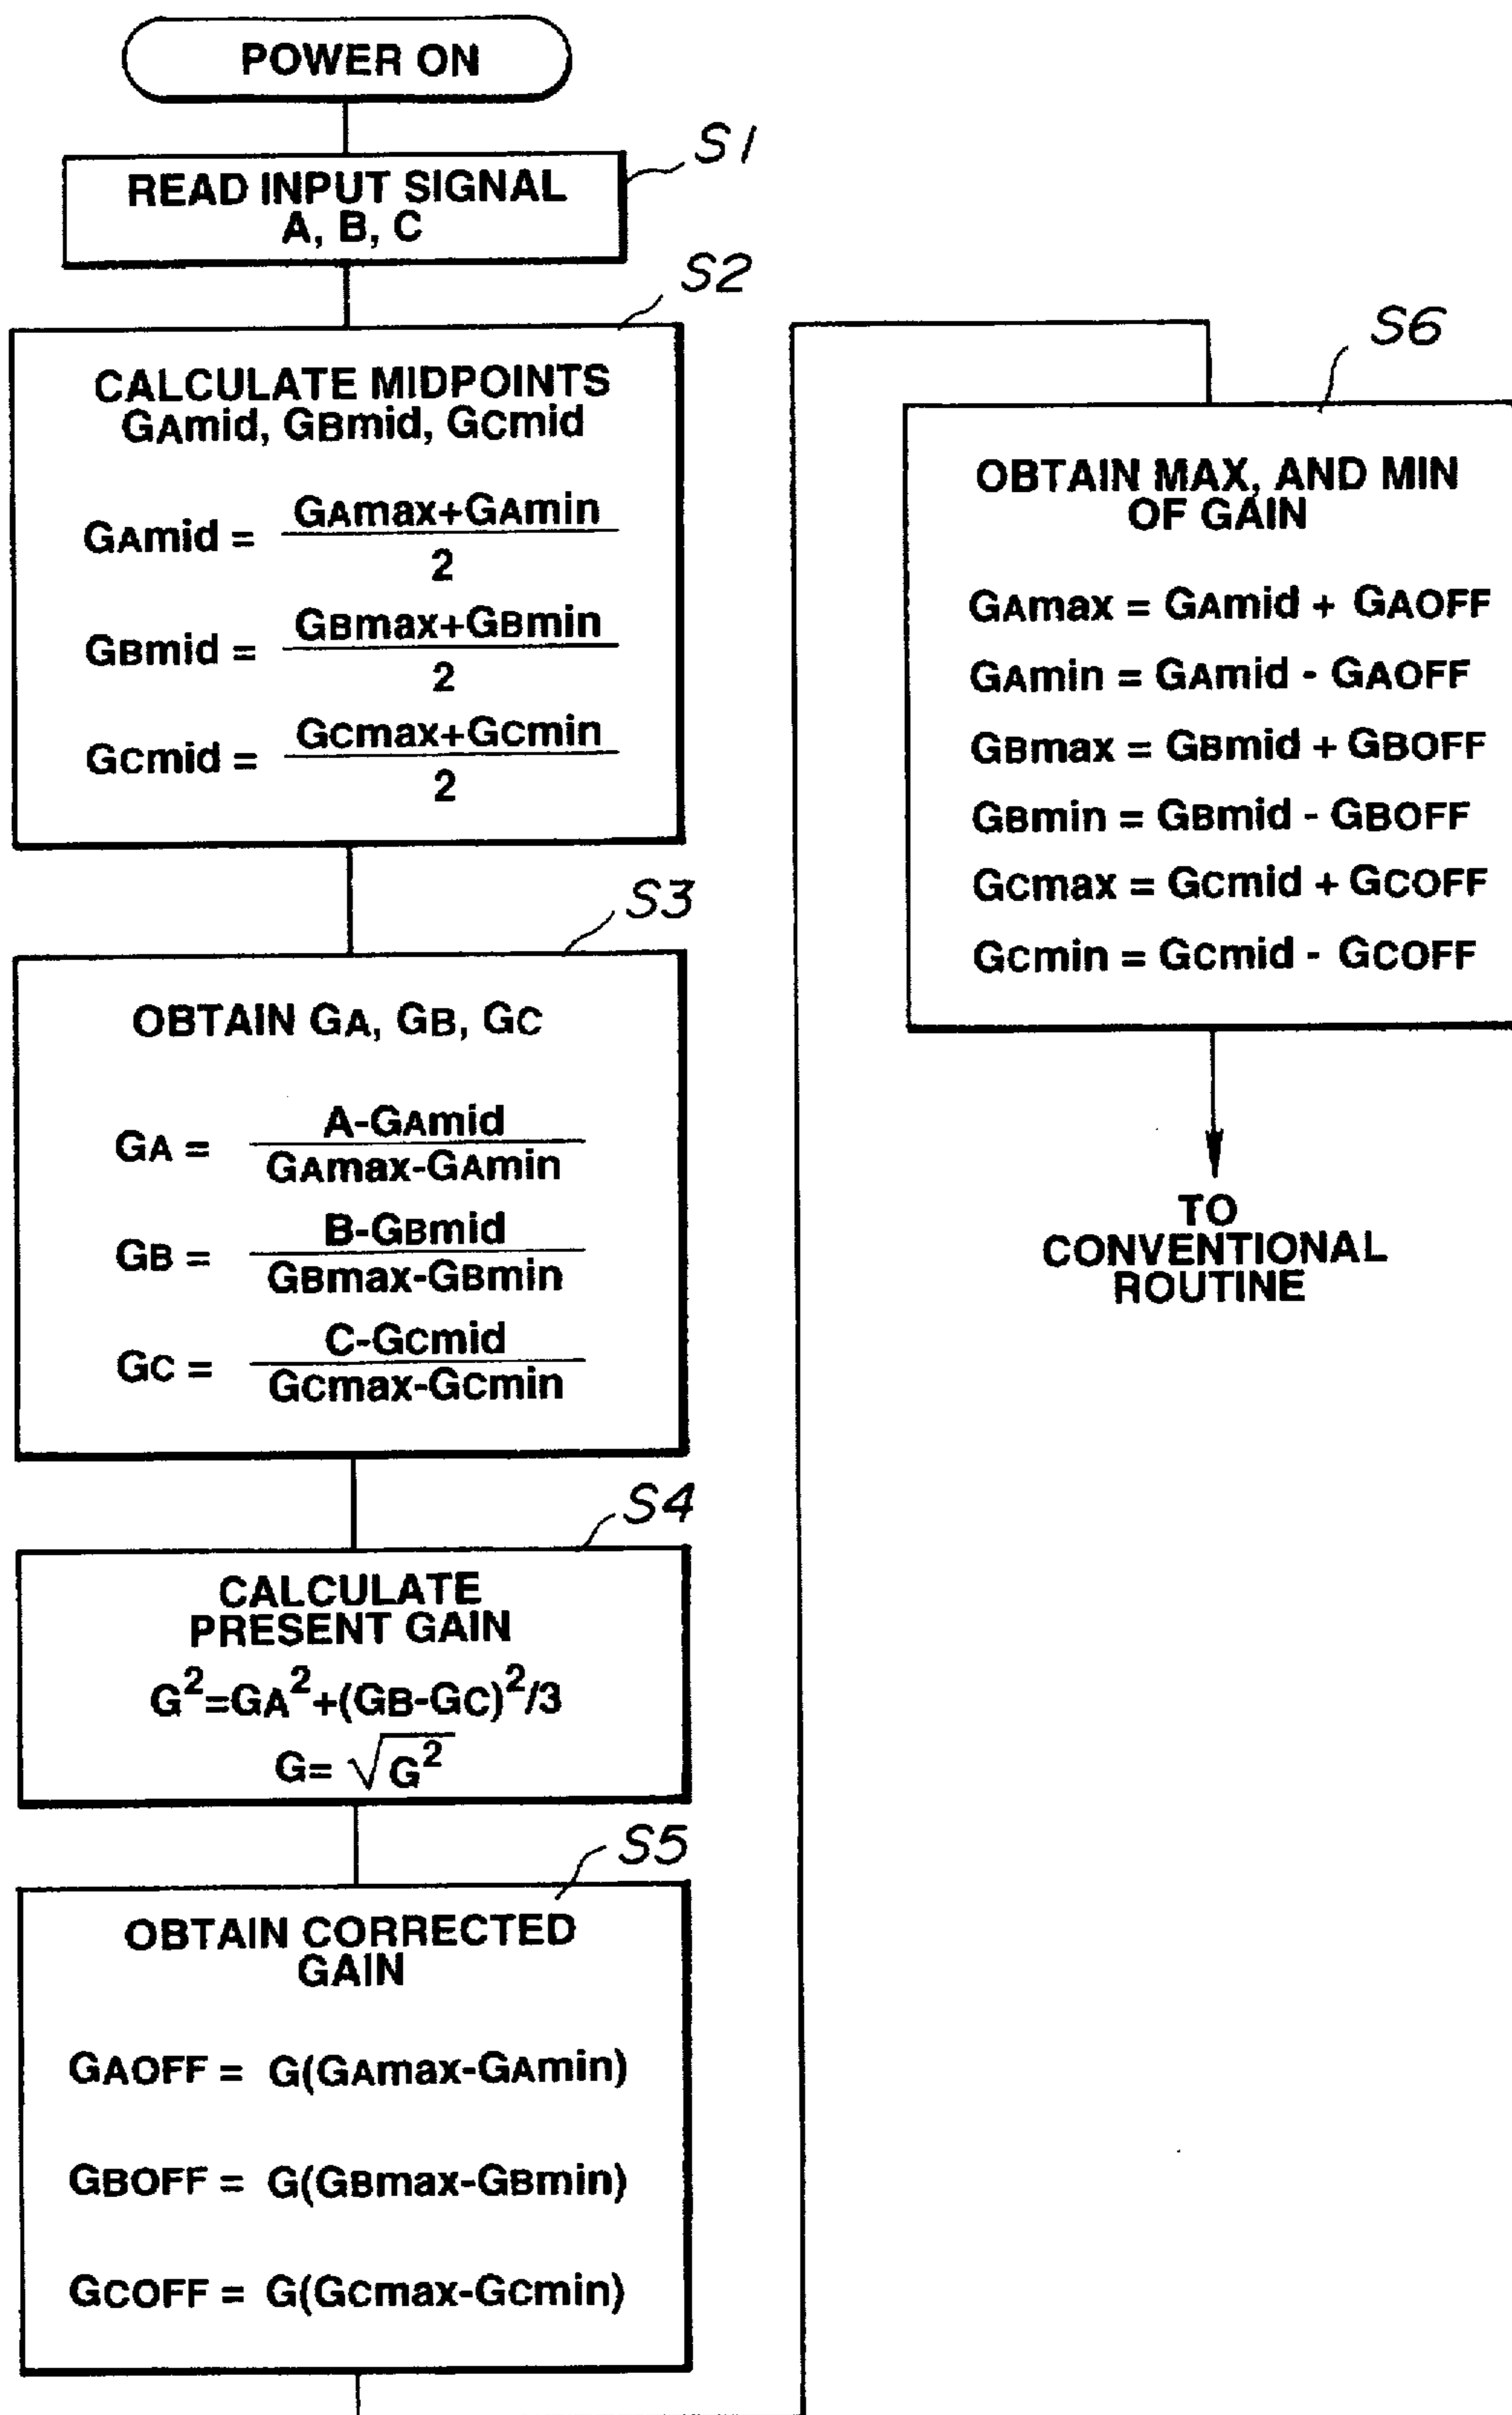 POWER ON
S1
READ INPUT SIGNAL
A, B, C
S2
CALCULATE MIDPOINTS
GAmid, GBmid, GCmid
GAmid = GAmax+GAmin / 2
GBmid = GBmax+GBmin / 2
GCmid = GCmax+GCmin / 2
S3
OBTAIN GA, GB, GC
GA = A-GAmid / GAmax-GAmin
GB = B-GBmid / GBmax-GBmin
GC = C-GCmid / GCmax-GCmin
S4
CALCULATE
PRESENT GAIN
G²=GA²+(GB-GC)²/3
G= √G²
S5
OBTAIN CORRECTED
GAIN
GAOFF = G(GAmax-GAmin)
GBOFF = G(GBmax-GBmin)
GCOFF = G(GCmax-GCmin)
S6
OBTAIN MAX, AND MIN
OF GAIN
GAmax = GAmid + GAOFF
GAmin = GAmid - GAOFF
GBmax = GBmid + GBOFF
GBmin = GBmid - GBOFF
GCmax = GCmid + GCOFF
GCmin = GCmid - GCOFF
TO
CONVENTIONAL
ROUTINE